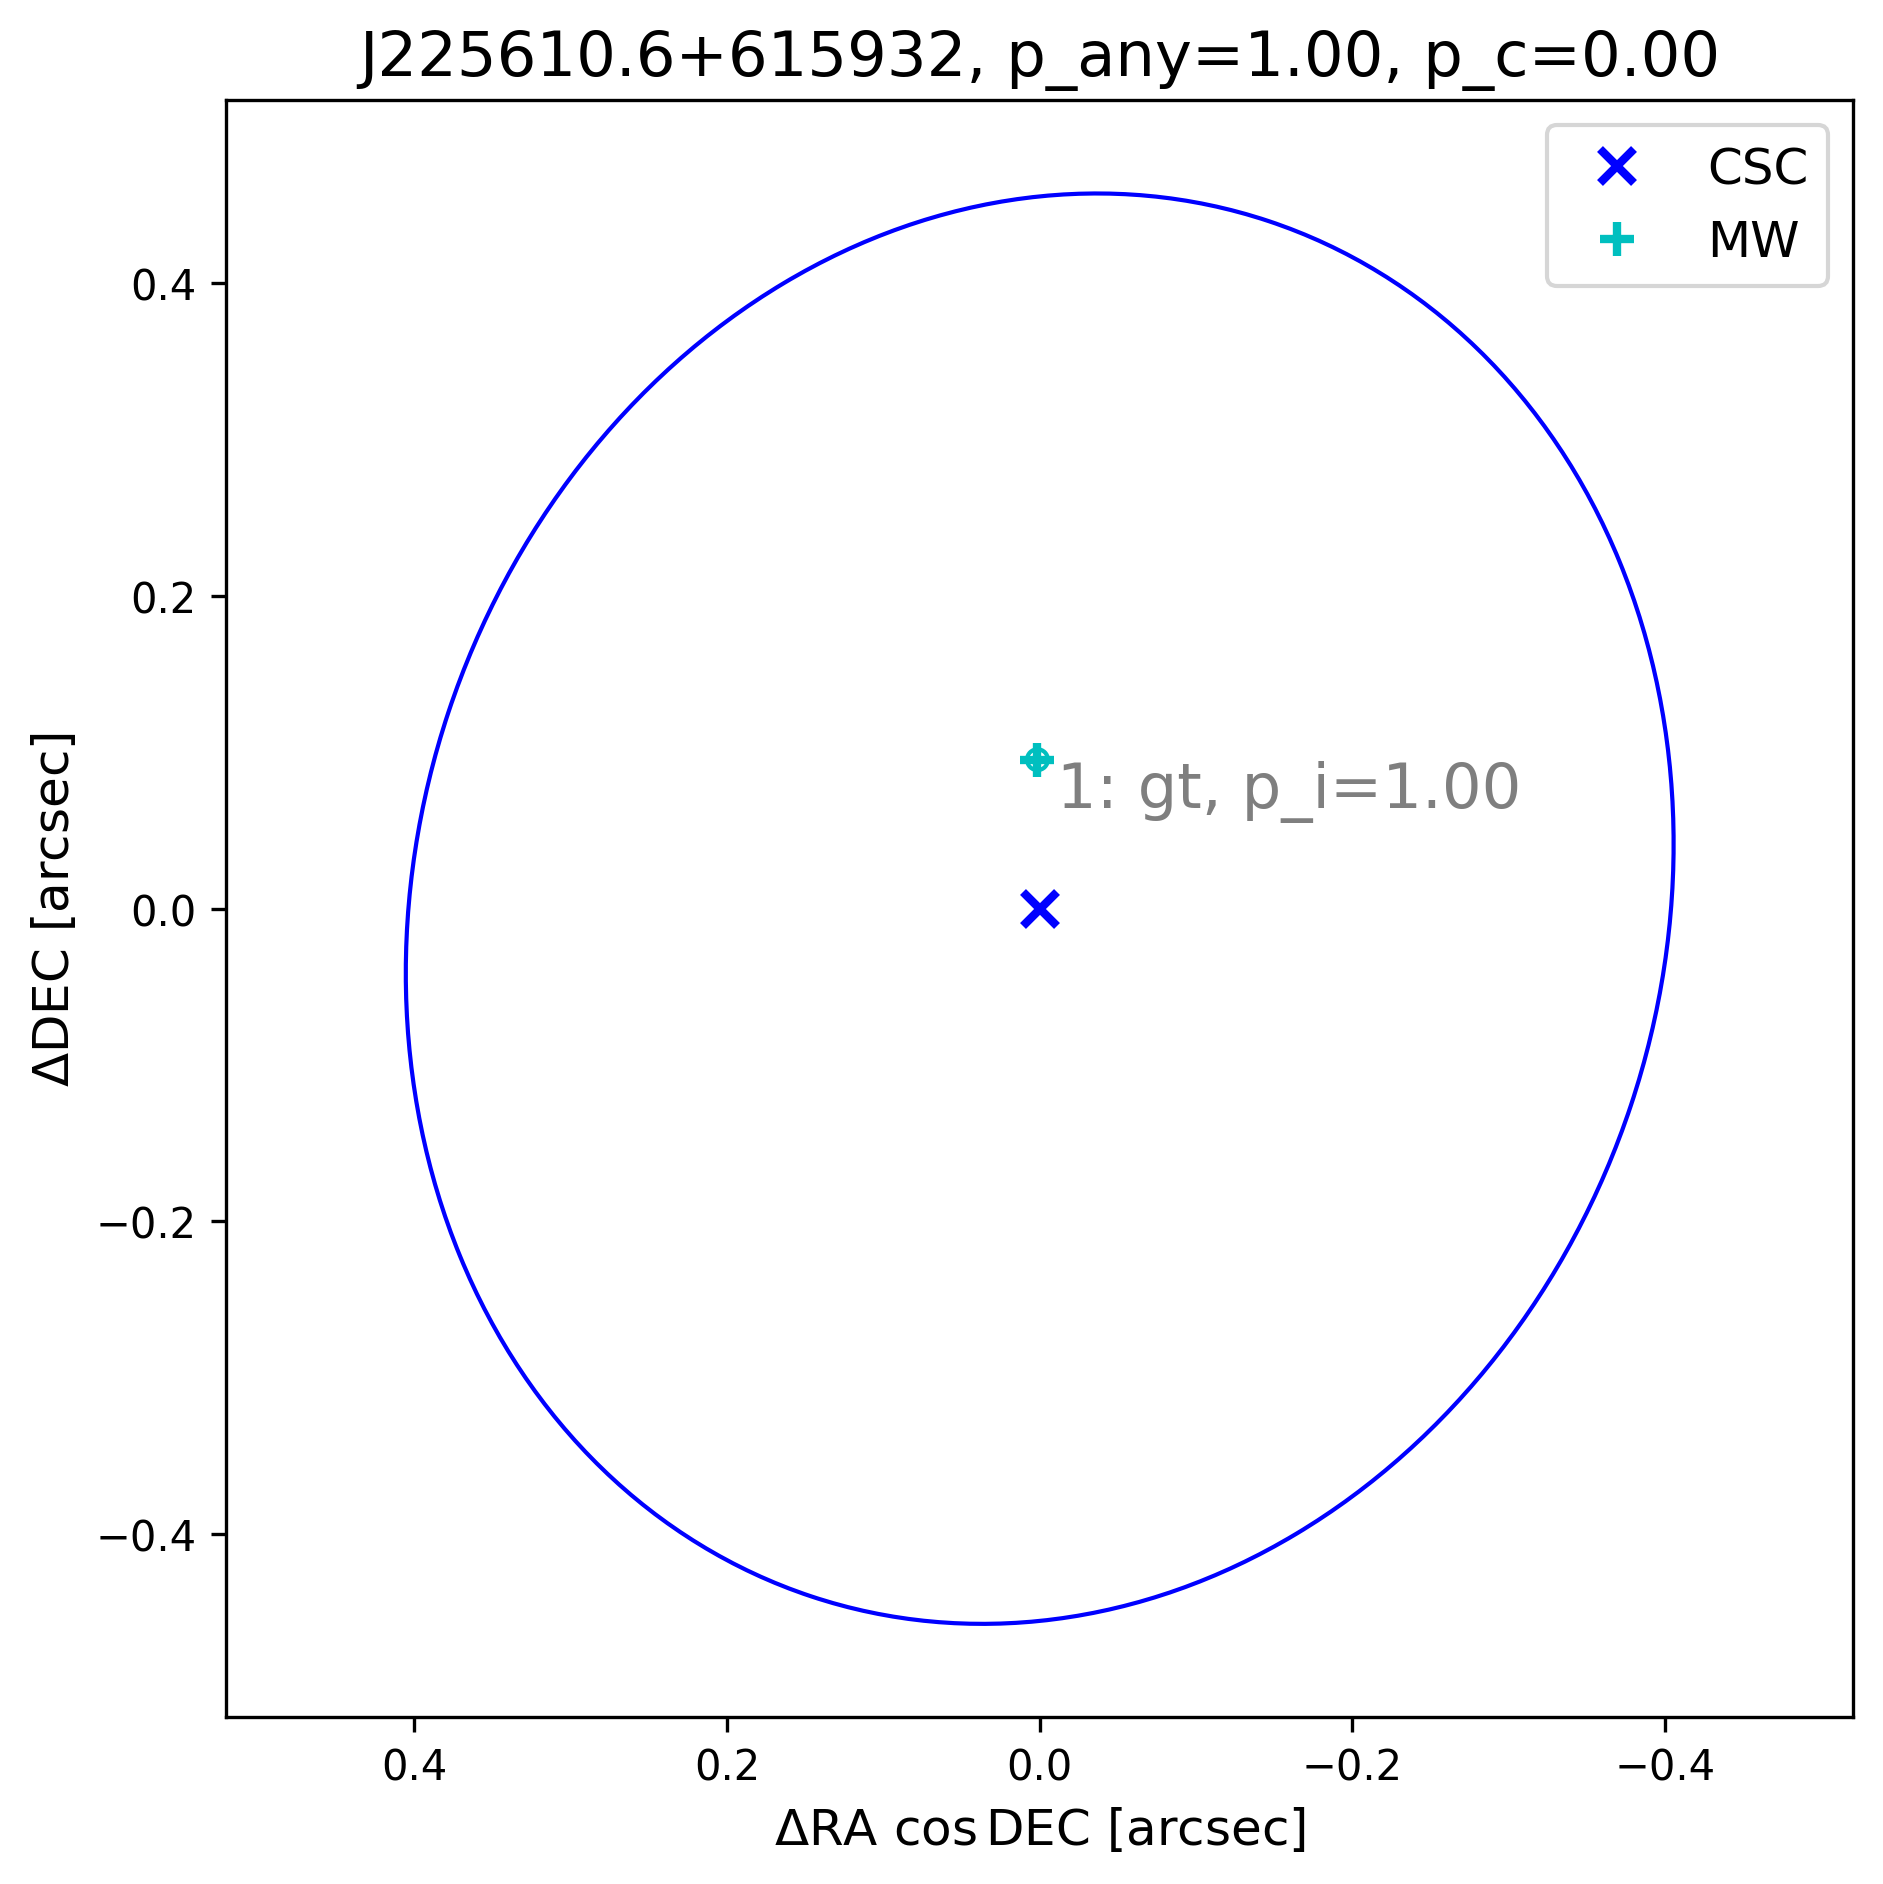 J225610.6+615932, p_any=1.00, p_c=0.00
CSC
MW
0.4
0.2
0.0
−0.2
−0.4
ΔDEC [arcsec]
1: gt, p_i=1.00
0.4
0.2
0.0
−0.2
−0.4
ΔRA cos DEC [arcsec]